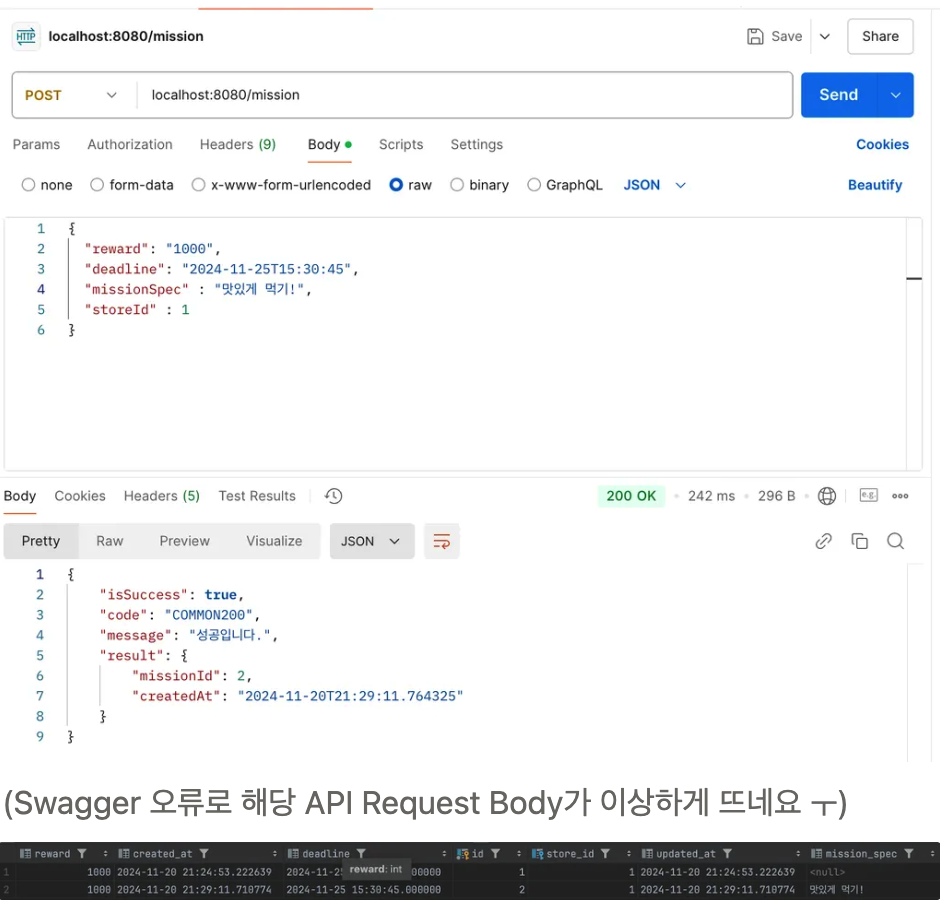 HTTP localhost:8080/mission Save Share
POST localhost:8080/mission Send
Params Authorization Headers (9) Body Scripts Settings Cookies
none form-data x-www-form-urlencoded raw binary GraphQL JSON Beautify
1 {
2 "reward": "1000",
3 "deadline": "2024-11-25T15:30:45",
4 "missionSpec" : "맛있게 먹기!",
5 "storeId" : 1
6 }
Body Cookies Headers (5) Test Results 200 OK 242 ms 296 B e.g.
Pretty Raw Preview Visualize JSON
1 {
2 "isSuccess": true,
3 "code": "COMMON200",
4 "message": "성공입니다.",
5 "result": {
6 "missionId": 2,
7 "createdAt": "2024-11-20T21:29:11.764325"
8 }
9 }
(Swagger 오류로 해당 API Request Body가 이상하게 뜨네요 ㅜ)
reward created_at deadline id store_id updated_at mission_spec
reward: int
1 1000 2024-11-20 21:24:53.222639 2024-11-25 00000 1 1 2024-11-20 21:24:53.222639 <null>
2 1000 2024-11-20 21:29:11.710774 2024-11-25 15:30:45.000000 2 1 2024-11-20 21:29:11.710774 맛있게 먹기!